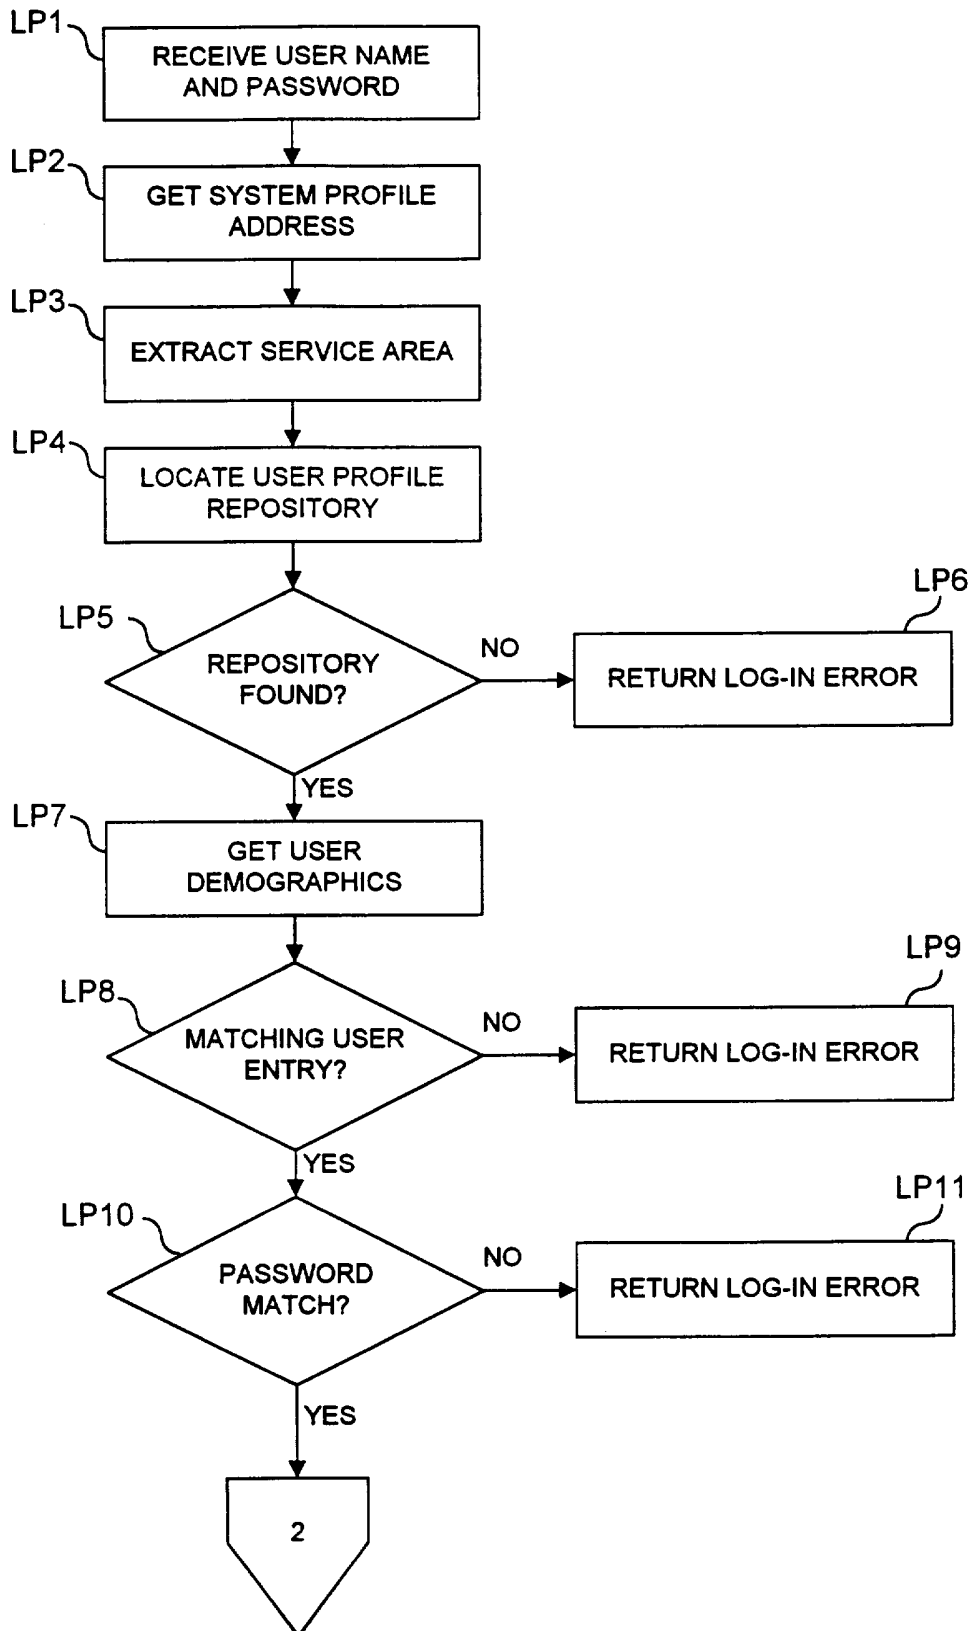 LP1
RECEIVE USER NAME
AND PASSWORD
LP2
GET SYSTEM PROFILE
ADDRESS
LP3
EXTRACT SERVICE AREA
LP4
LOCATE USER PROFILE
REPOSITORY
LP5
REPOSITORY
FOUND?
NO
LP6
RETURN LOG-IN ERROR
YES
LP7
GET USER
DEMOGRAPHICS
LP8
MATCHING USER
ENTRY?
NO
LP9
RETURN LOG-IN ERROR
YES
LP10
PASSWORD
MATCH?
NO
LP11
RETURN LOG-IN ERROR
YES
2